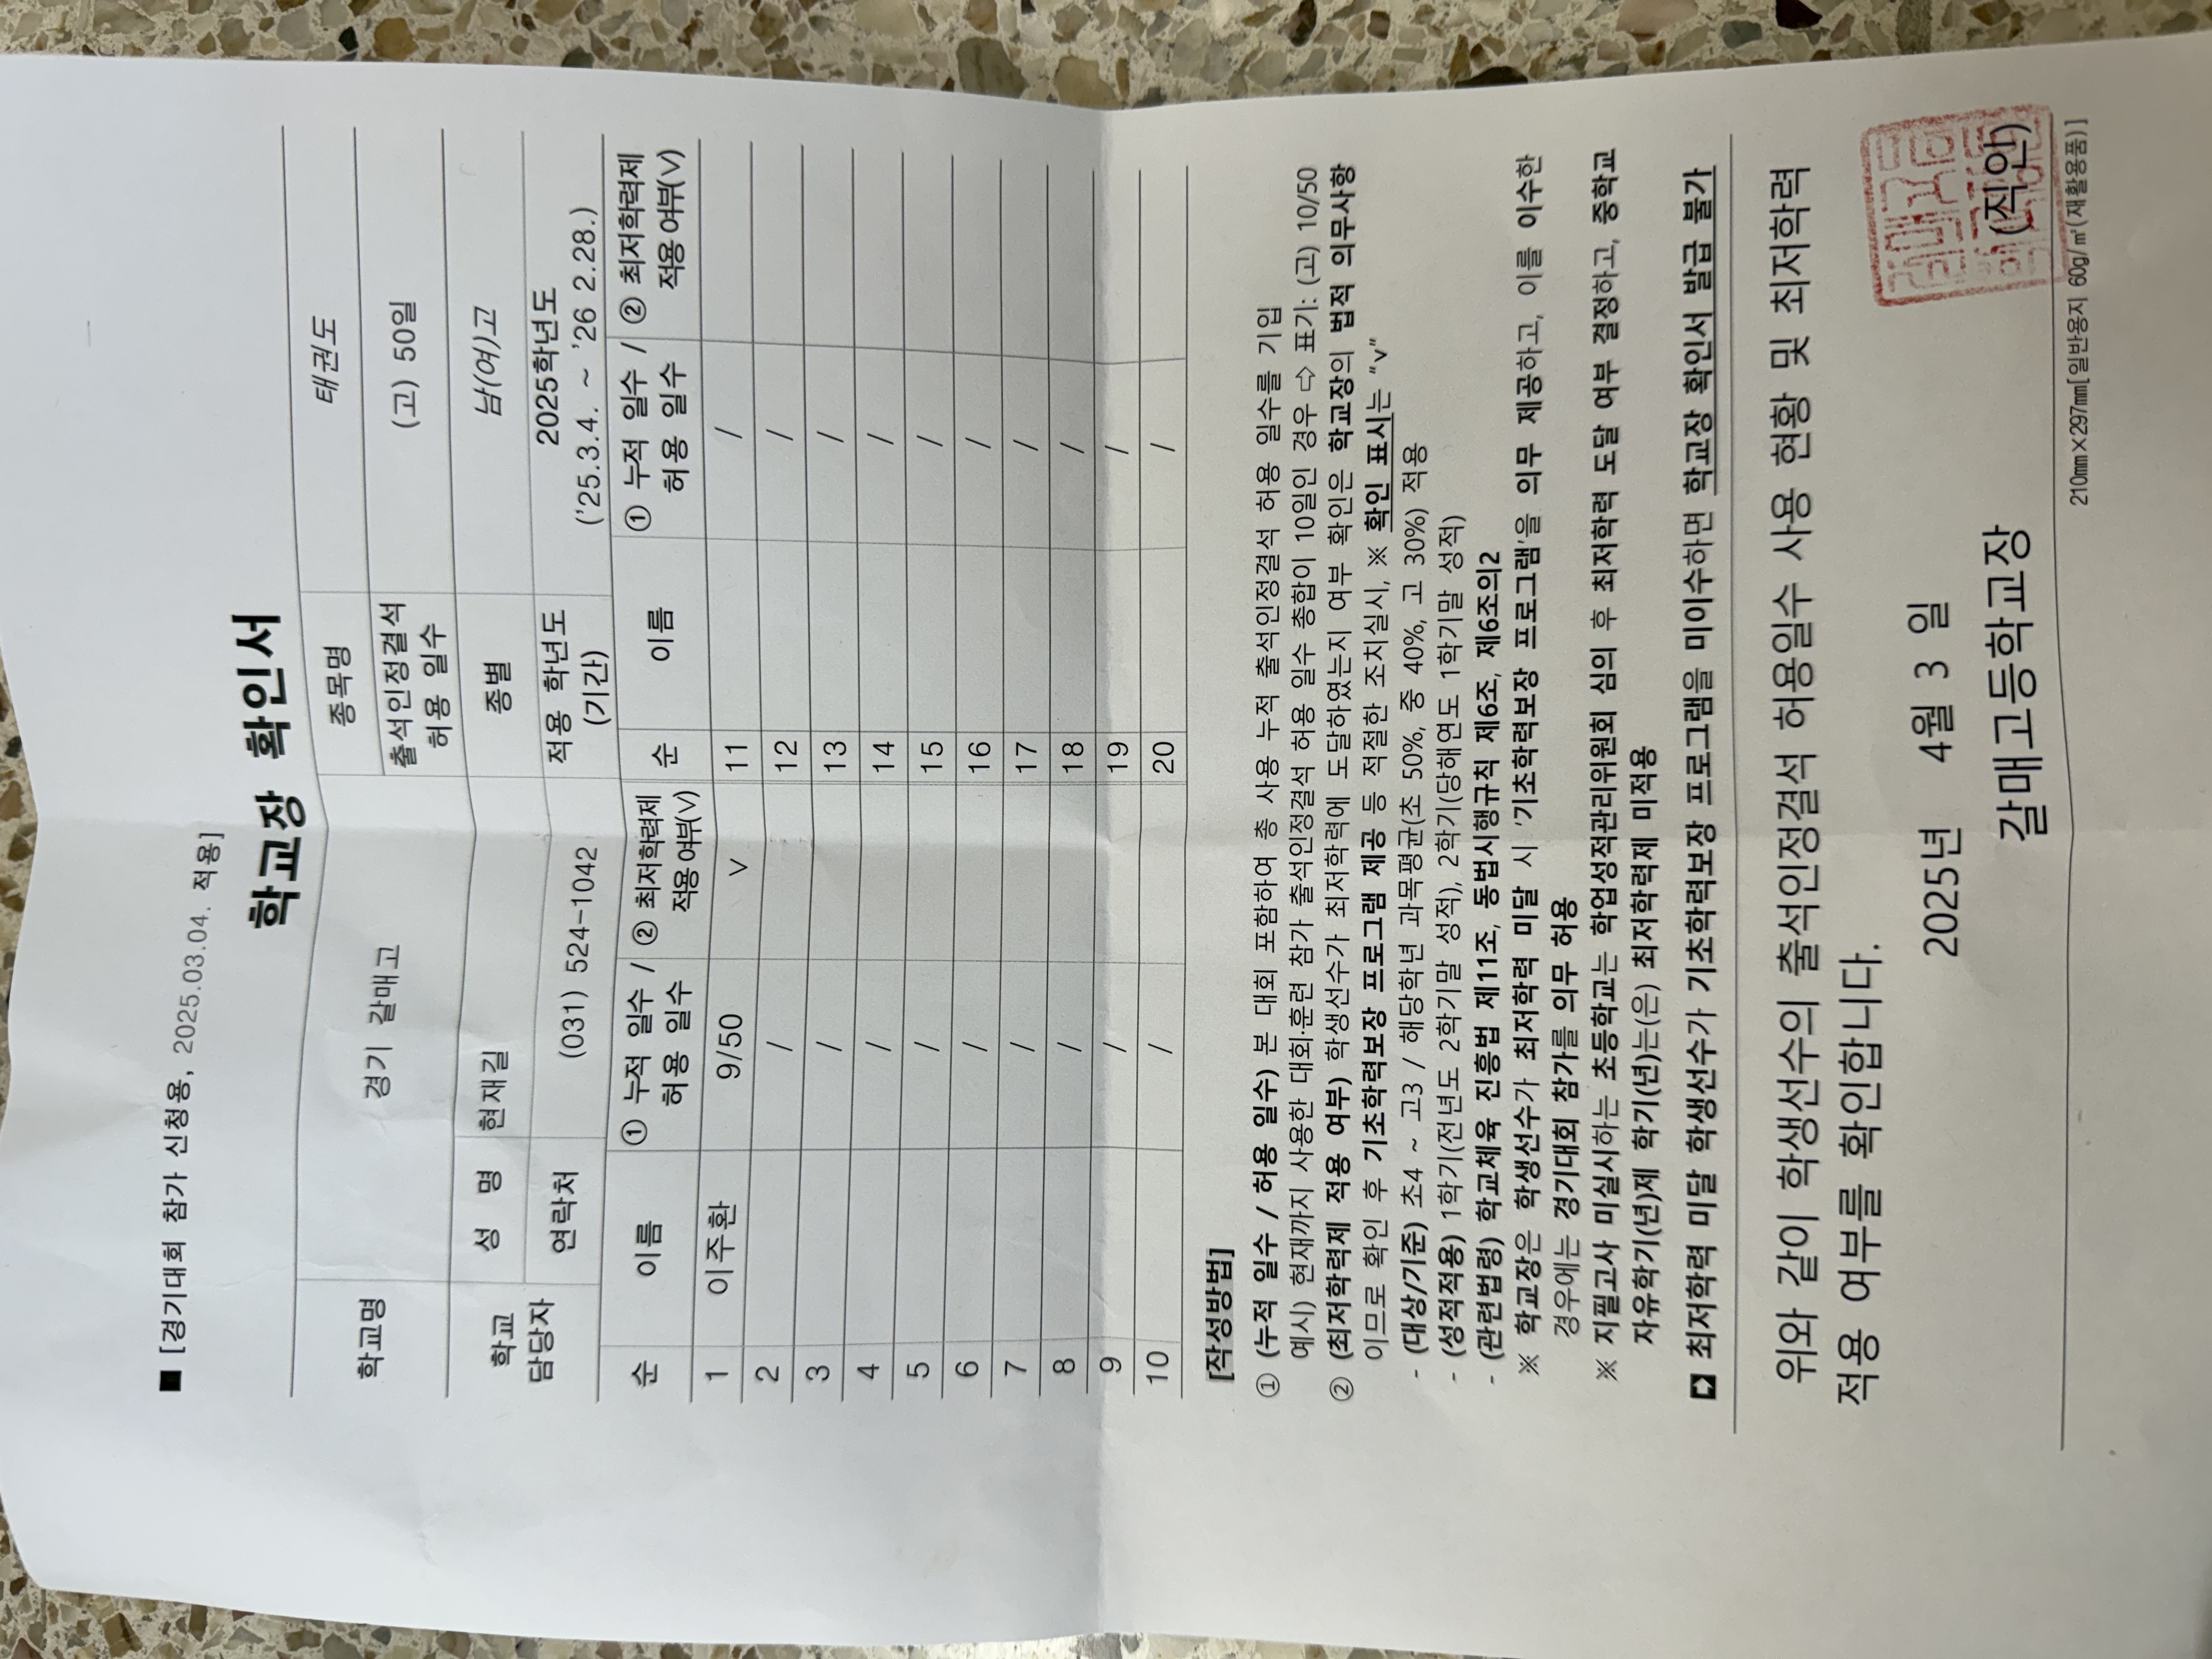 ■ [경기대회 참가 신청용, 2025.03.04. 적용]
학교장 확인서
학교명 경기 갈매고 종목명 태권도
출석인정결석 허용 일수 (고) 50일
학교 담당자 성 명 현재길 종별 남(여)고
연락처 (031) 524-1042 적용 학년도 (기간) 2025학년도 ('25.3.4. ~ '26 2.28.)
순 이름 ① 누적 일수 / 허용 일수 ② 최저학력제 적용 여부(V) 순 이름 ① 누적 일수 / 허용 일수 ② 최저학력제 적용 여부(V)
1 이주환 9/50 V 11 /
2 / 12 /
3 / 13 /
4 / 14 /
5 / 15 /
6 / 16 /
7 / 17 /
8 / 18 /
9 / 19 /
10 / 20 /
[작성방법]
① (누적 일수 / 허용 일수) 본 대회 포함하여 총 사용 누적 출석인정결석 허용 일수를 기입
예시) 현재까지 사용한 대회·훈련 참가 출석인정결석 허용 일수 총합이 10일인 경우 ⇨ 표기: (고) 10/50
② (최저학력제 적용 여부) 학생선수가 최저학력에 도달하였는지 여부 확인은 학교장의 법적 의무사항
이므로 확인 후 기초학력보장 프로그램 제공 등 적절한 조치실시, ※ 확인 표시는 "v"
- (대상/기준) 초4 ~ 고3 / 해당학년 과목평균(초 50%, 중 40%, 고 30%) 적용
- (성적적용) 1학기(전년도 2학기말 성적), 2학기(당해연도 1학기말 성적)
- (관련법령) 학교체육 진흥법 제11조, 동법시행규칙 제6조, 제6조의2
※ 학교장은 학생선수가 최저학력 미달 시 '기초학력보장 프로그램'을 의무 제공하고, 이를 이수한
경우에는 경기대회 참가를 의무 허용
※ 지필고사 미실시하는 초등학교는 학업성적관리위원회 심의 후 최저학력 도달 여부 결정하고, 중학교
자유학기(년)제 학기(년)는(은) 최저학력제 미적용
최저학력 미달 학생선수가 기초학력보장 프로그램을 미이수하면 학교장 확인서 발급 불가
위와 같이 학생선수의 출석인정결석 허용일수 사용 현황 및 최저학력
적용 여부를 확인합니다.
2025년 4월 3 일
갈매고등학교장 (직인)
210㎜×297㎜[일반용지 60g/㎡(재활용품)]